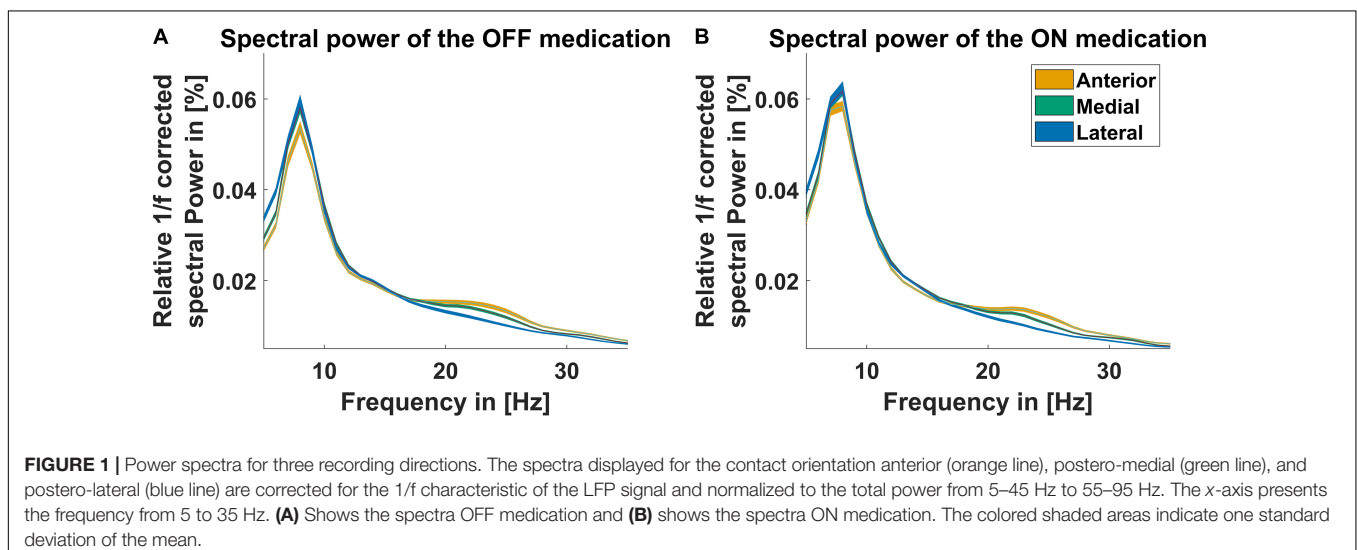 A Spectral power of the OFF medication
Relative 1/f corrected
spectral Power in [%]
0.06
0.04
0.02
10 20 30
Frequency in [Hz]
B Spectral power of the ON medication
Relative 1/f corrected
spectral Power in [%]
0.06
0.04
0.02
10 20 30
Frequency in [Hz]
Anterior
Medial
Lateral
FIGURE 1 | Power spectra for three recording directions. The spectra displayed for the contact orientation anterior (orange line), postero-medial (green line), and
postero-lateral (blue line) are corrected for the 1/f characteristic of the LFP signal and normalized to the total power from 5–45 Hz to 55–95 Hz. The x-axis presents
the frequency from 5 to 35 Hz. (A) Shows the spectra OFF medication and (B) shows the spectra ON medication. The colored shaded areas indicate one standard
deviation of the mean.